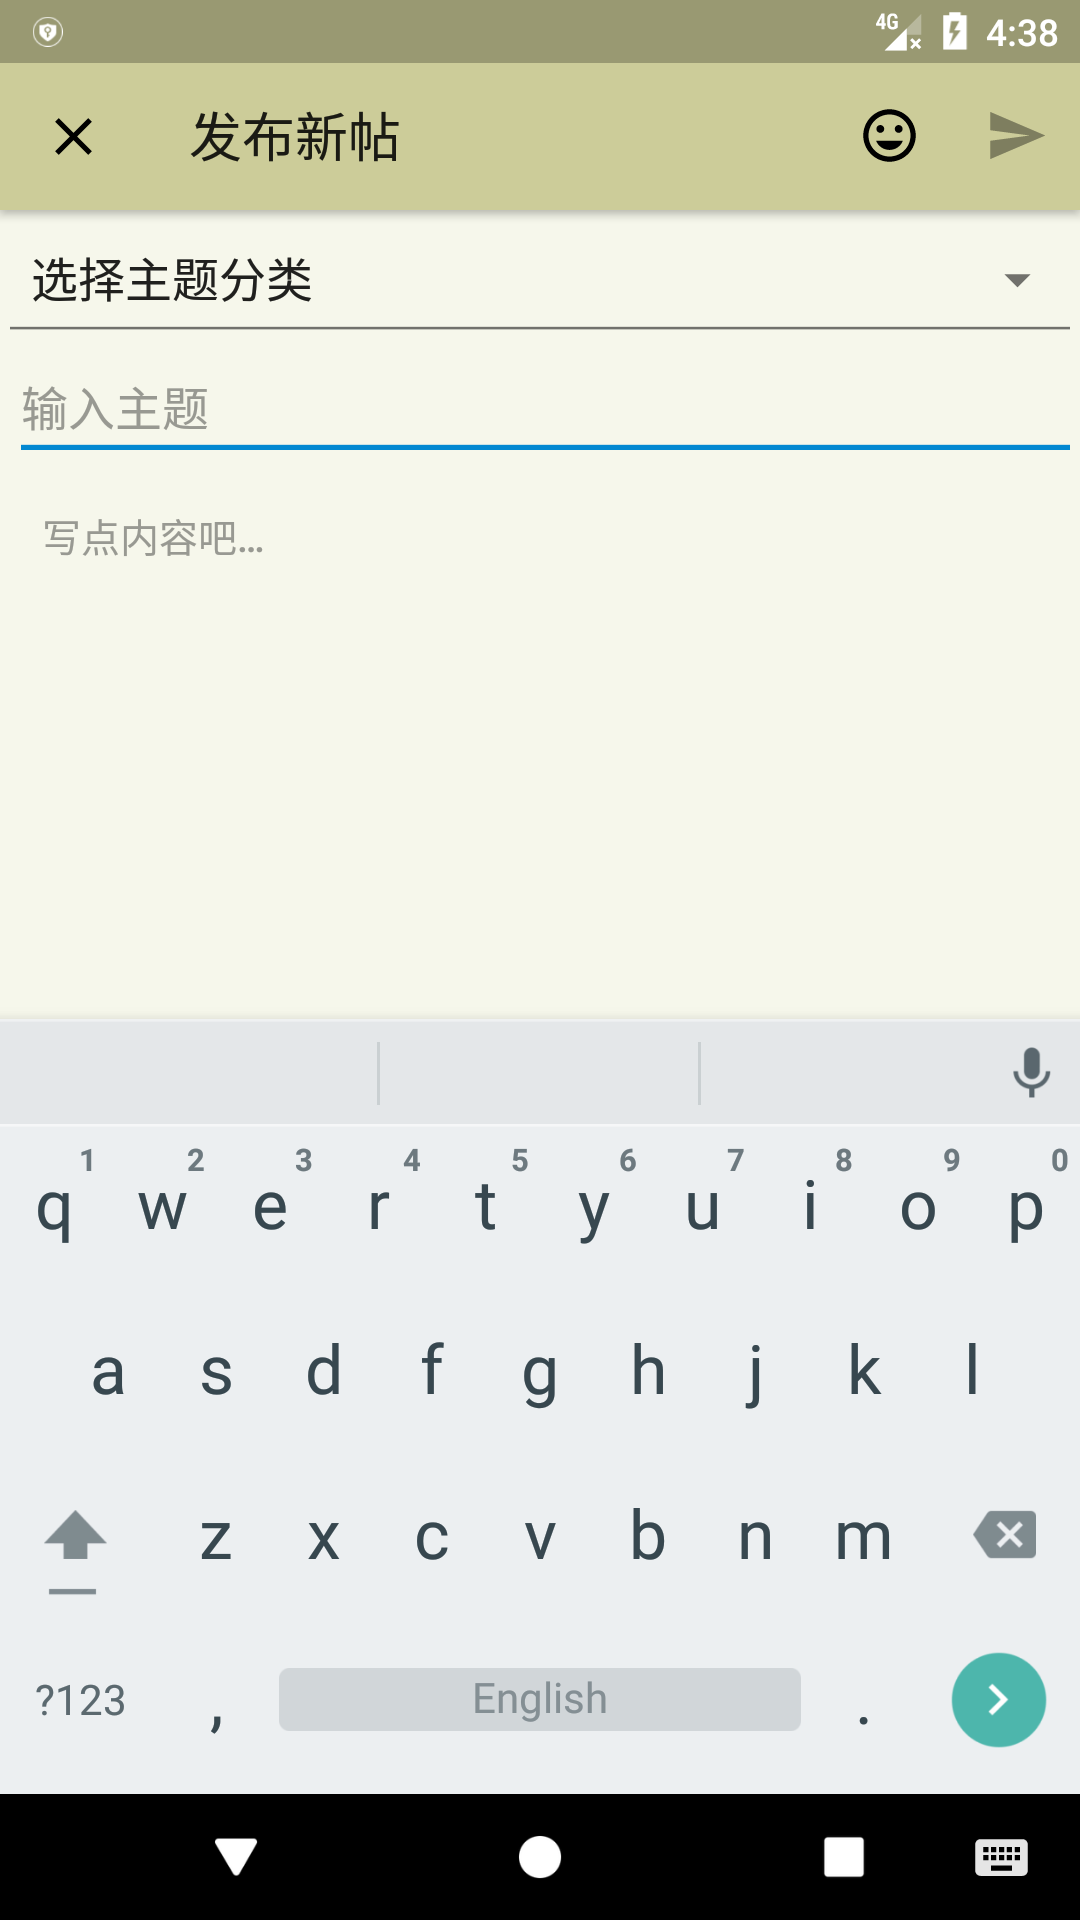 4G 4:38
发布新帖
选择主题分类
输入主题
写点内容吧...
1 2 3 4 5 6 7 8 9 0
q w e r t y u i o p
a s d f g h j k l
z x c v b n m
?123 , English .